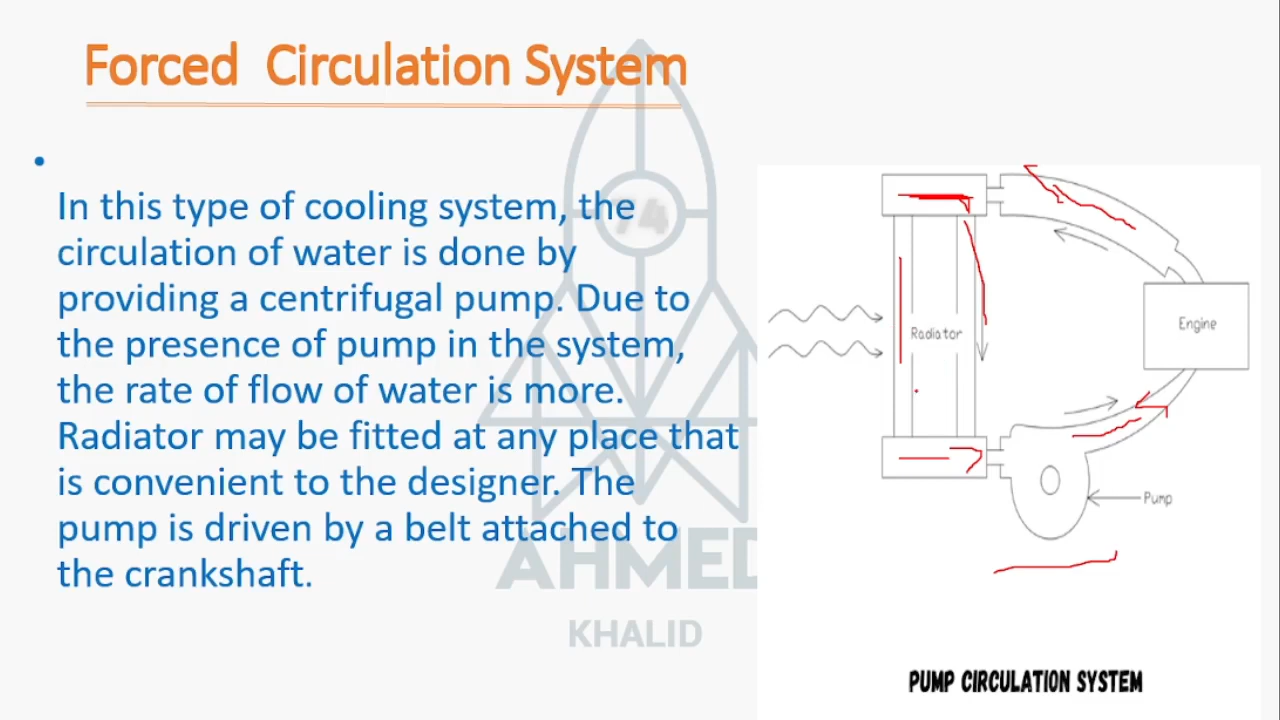 Forced Circulation System
In this type of cooling system, the
circulation of water is done by
providing a centrifugal pump. Due to
the presence of pump in the system,
the rate of flow of water is more.
Radiator may be fitted at any place that
is convenient to the designer. The
pump is driven by a belt attached to
the crankshaft.
74
AHMED
KHALID
Radiator
Engine
Pump
PUMP CIRCULATION SYSTEM